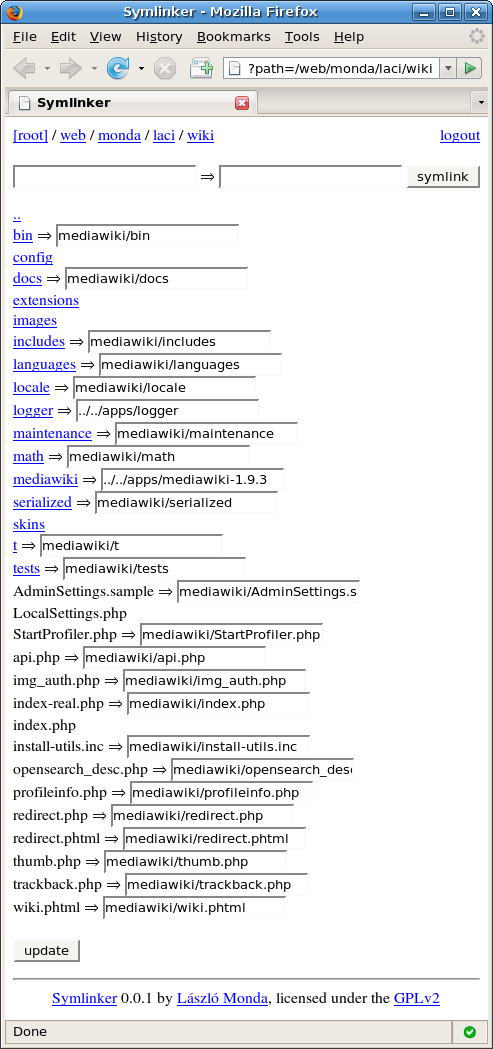 Symlinker - Mozilla Firefox
File Edit View History Bookmarks Tools Help
?path=/web/monda/laci/wiki
Symlinker
[root] / web / monda / laci / wiki logout
⇒ symlink
..
bin ⇒ mediawiki/bin
config
docs ⇒ mediawiki/docs
extensions
images
includes ⇒ mediawiki/includes
languages ⇒ mediawiki/languages
locale ⇒ mediawiki/locale
logger ⇒ ../../apps/logger
maintenance ⇒ mediawiki/maintenance
math ⇒ mediawiki/math
mediawiki ⇒ ../../apps/mediawiki-1.9.3
serialized ⇒ mediawiki/serialized
skins
t ⇒ mediawiki/t
tests ⇒ mediawiki/tests
AdminSettings.sample ⇒ mediawiki/AdminSettings.s
LocalSettings.php
StartProfiler.php ⇒ mediawiki/StartProfiler.php
api.php ⇒ mediawiki/api.php
img_auth.php ⇒ mediawiki/img_auth.php
index-real.php ⇒ mediawiki/index.php
index.php
install-utils.inc ⇒ mediawiki/install-utils.inc
opensearch_desc.php ⇒ mediawiki/opensearch_desc
profileinfo.php ⇒ mediawiki/profileinfo.php
redirect.php ⇒ mediawiki/redirect.php
redirect.phtml ⇒ mediawiki/redirect.phtml
thumb.php ⇒ mediawiki/thumb.php
trackback.php ⇒ mediawiki/trackback.php
wiki.phtml ⇒ mediawiki/wiki.phtml
update
Symlinker 0.0.1 by László Monda, licensed under the GPLv2
Done